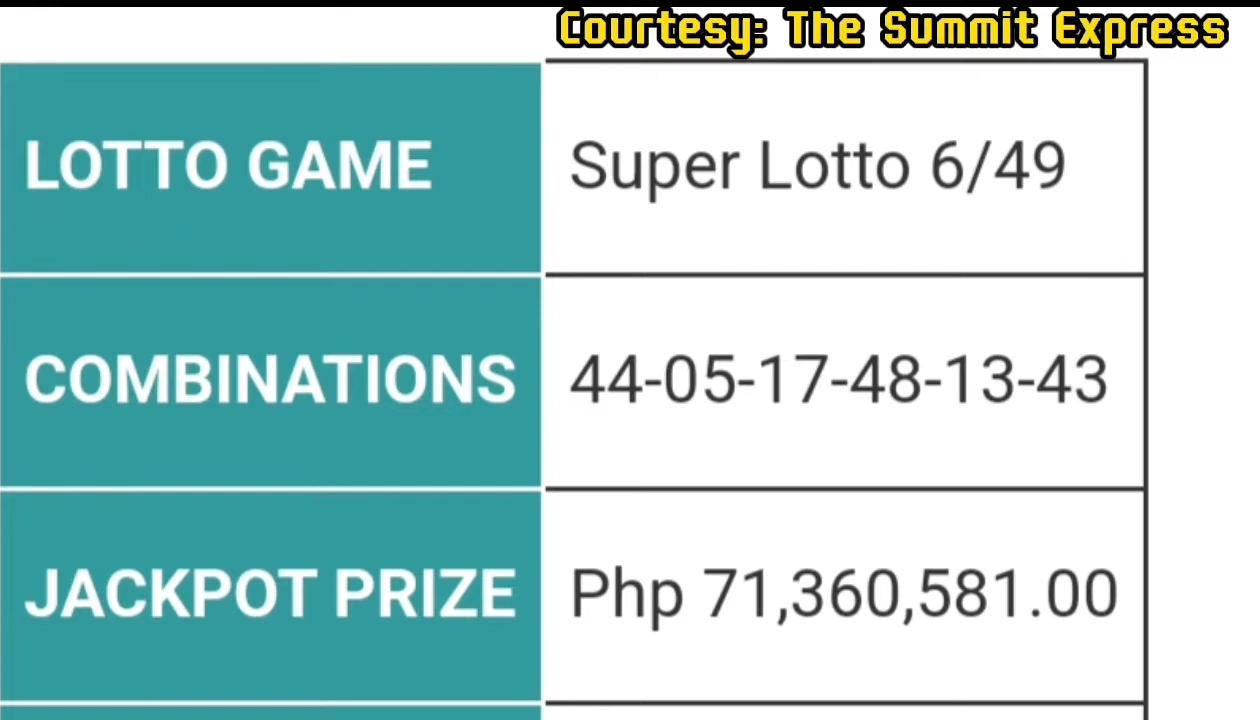 Courtesy: The Summit Express
LOTTO GAME Super Lotto 6/49
COMBINATIONS 44-05-17-48-13-43
JACKPOT PRIZE Php 71,360,581.00